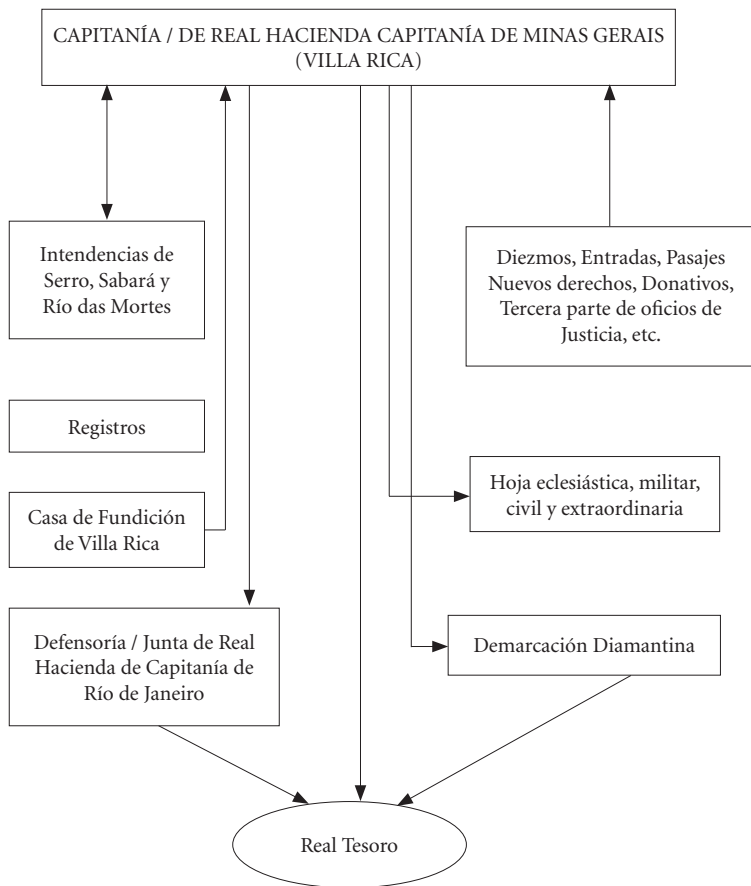 CAPITANÍA / DE REAL HACIENDA CAPITANÍA DE MINAS GERAIS
(VILLA RICA)
Intendencias de
Serro, Sabará y
Río das Mortes
Diezmos, Entradas, Pasajes
Nuevos derechos, Donativos,
Tercera parte de oficios de
Justicia, etc.
Registros
Hoja eclesiástica, militar,
civil y extraordinaria
Casa de Fundición
de Villa Rica
Defensoría / Junta de Real
Hacienda de Capitanía de
Río de Janeiro
Demarcación Diamantina
Real Tesoro